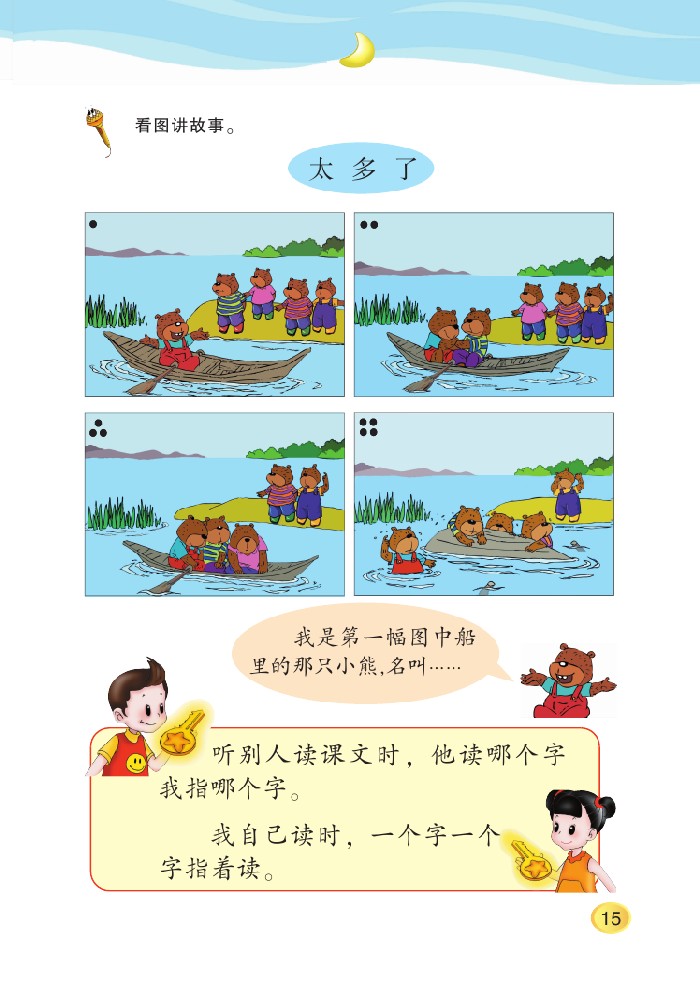 看图讲故事。
太多了
我是第一幅图中船
里的那只小熊,名叫……
听别人读课文时，他读哪个字
我指哪个字。
我自己读时，一个字一个
字指着读。
15